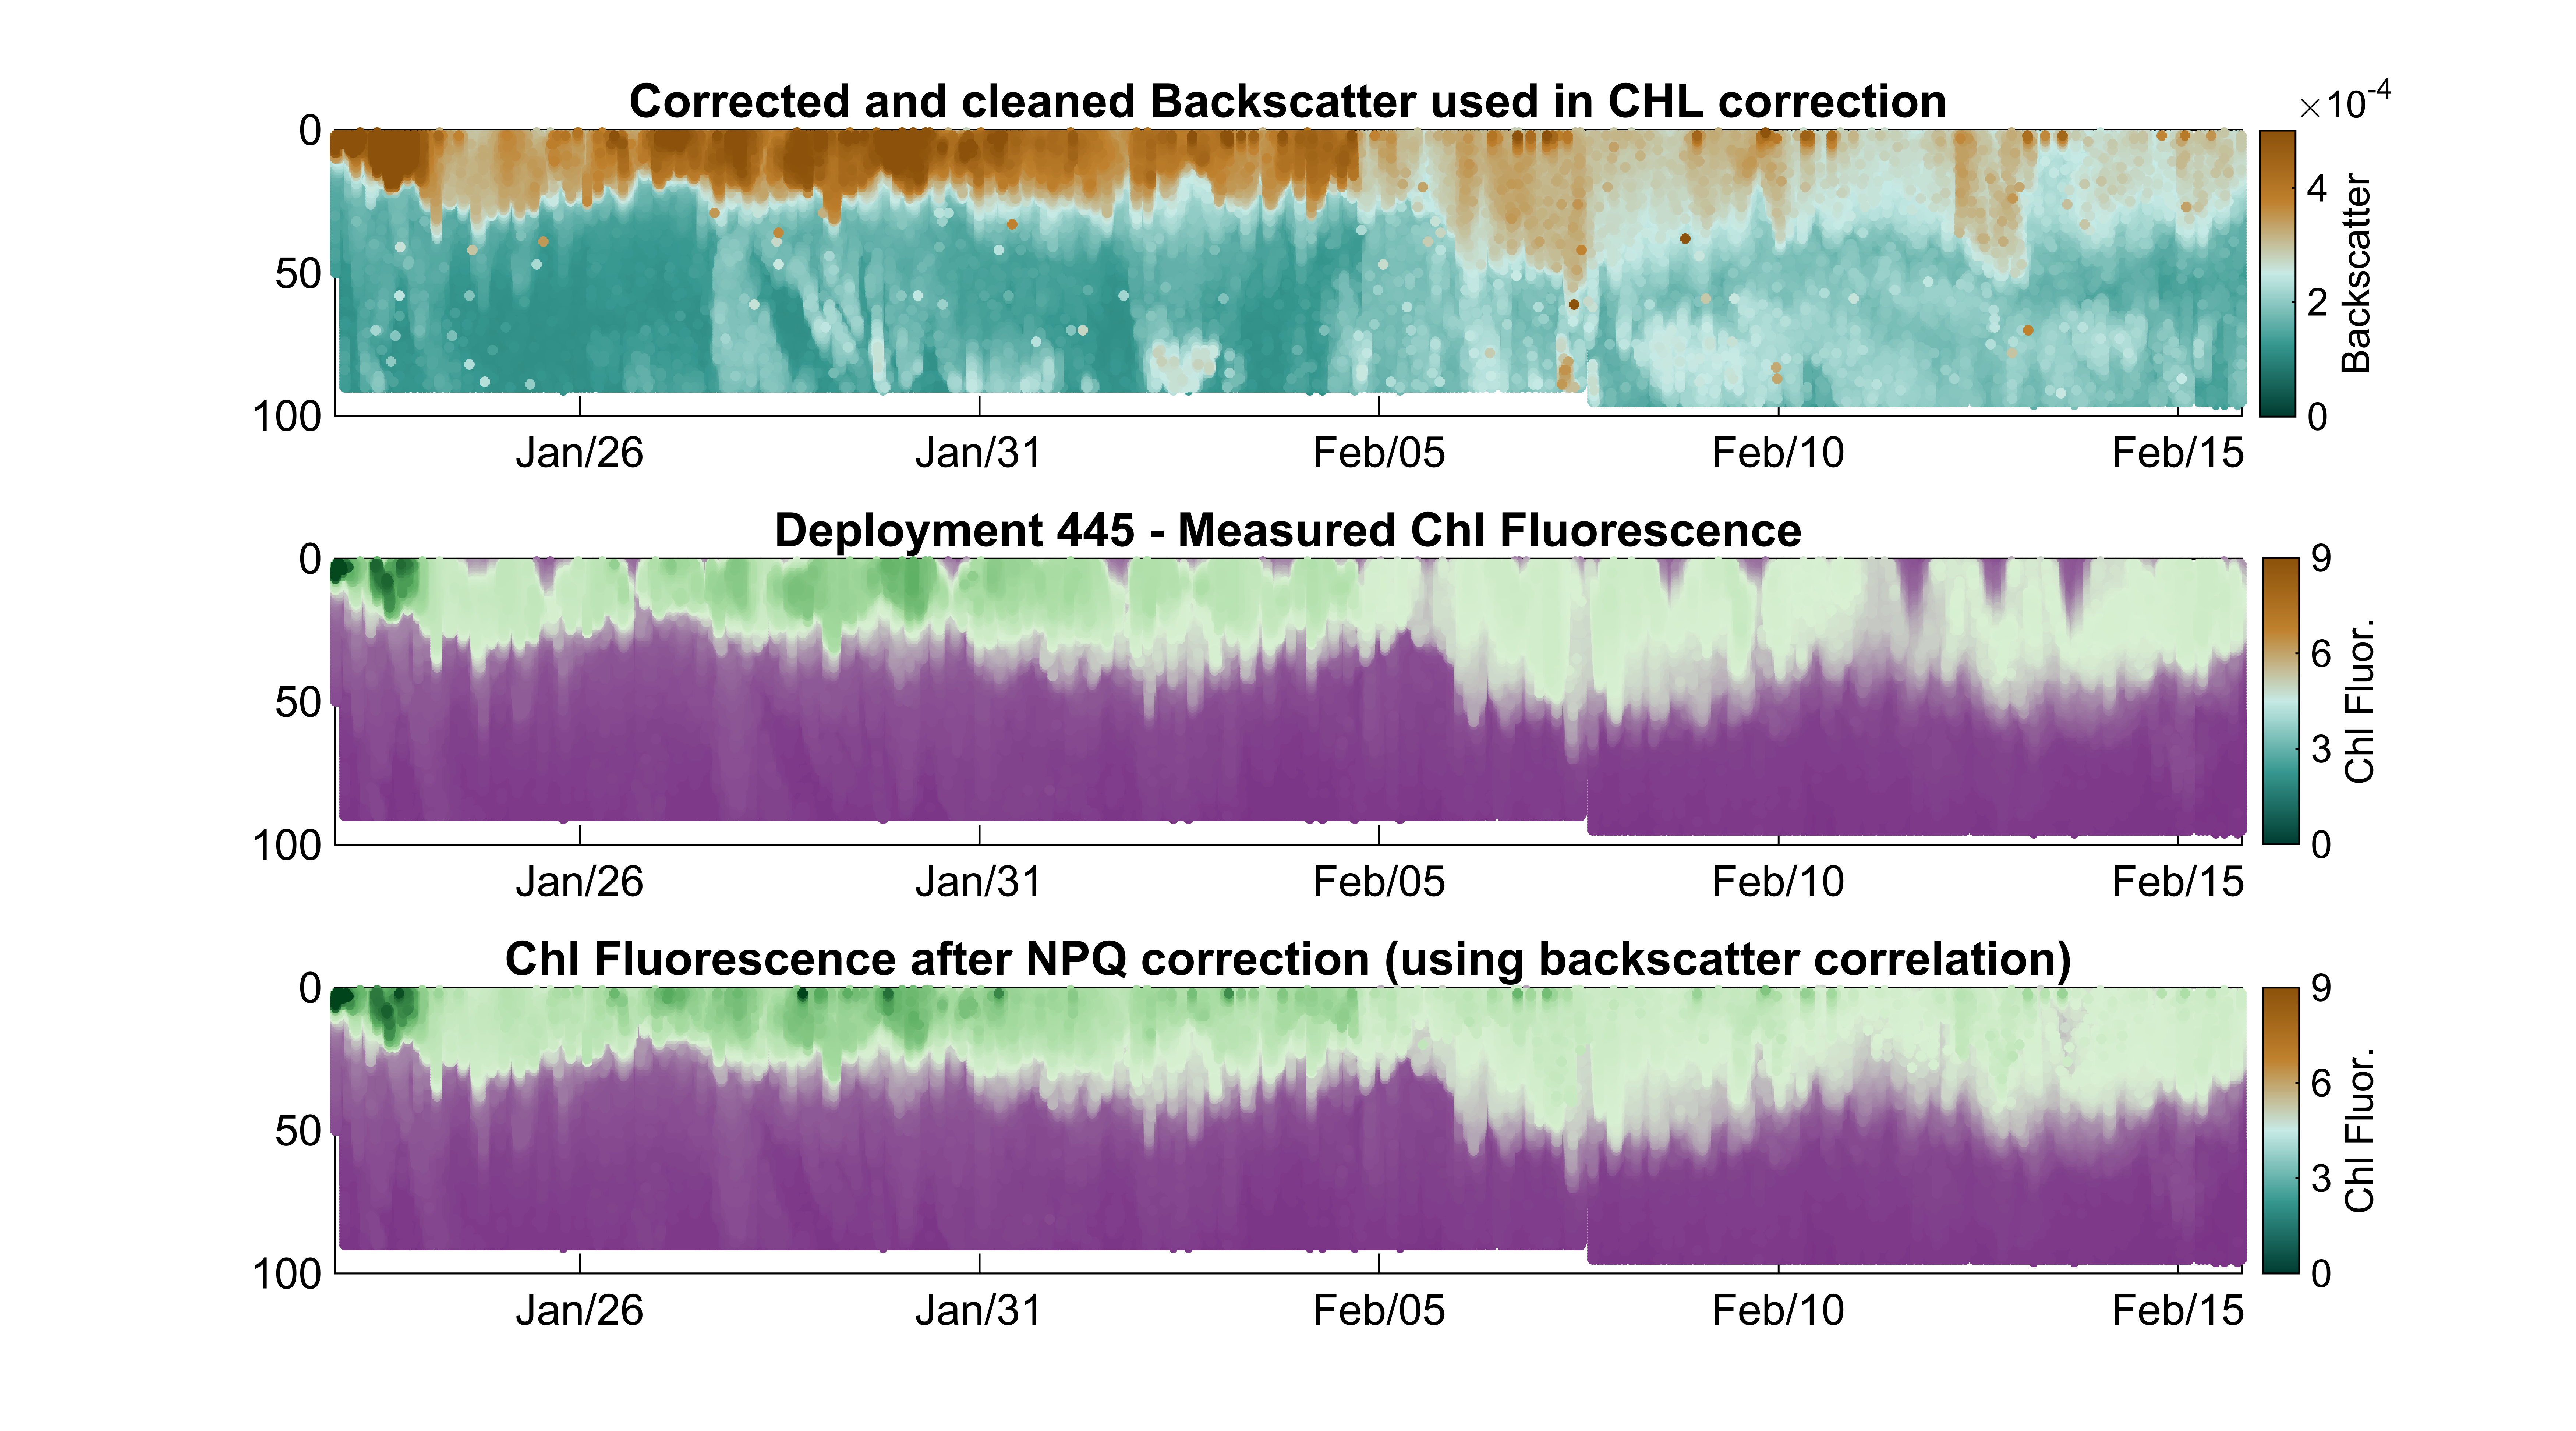 Corrected and cleaned Backscatter used in CHL correction
×10-4
0
50
100
Jan/26 Jan/31 Feb/05 Feb/10 Feb/15
4
2
0
Backscatter
Deployment 445 - Measured Chl Fluorescence
0
50
100
Jan/26 Jan/31 Feb/05 Feb/10 Feb/15
9
6
3
0
Chl Fluor.
Chl Fluorescence after NPQ correction (using backscatter correlation)
0
50
100
Jan/26 Jan/31 Feb/05 Feb/10 Feb/15
9
6
3
0
Chl Fluor.